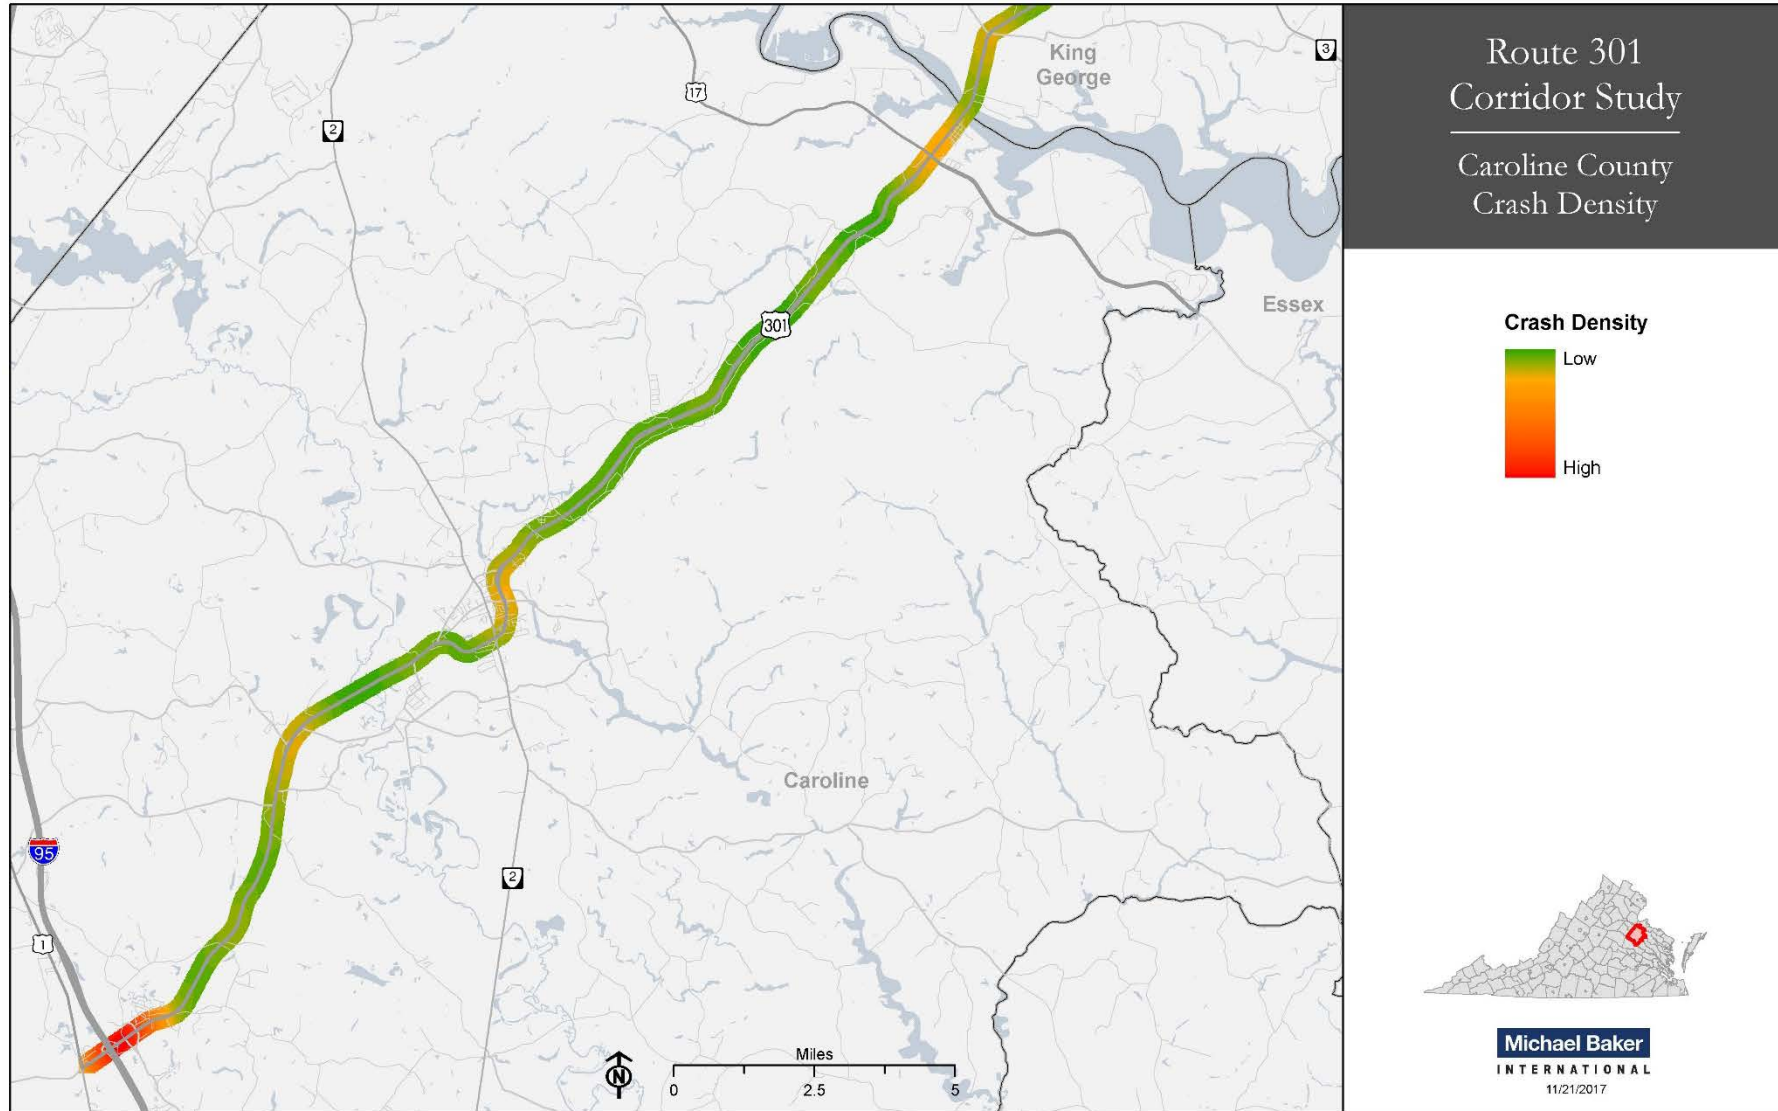 Route 301
Corridor Study
Caroline County
Crash Density
King
George
3
17
2
Essex
301
Crash Density
Low
High
Caroline
95
2
1
Miles
N
0
2.5
5
Michael Baker
INTERNATIONAL
11/21/2017